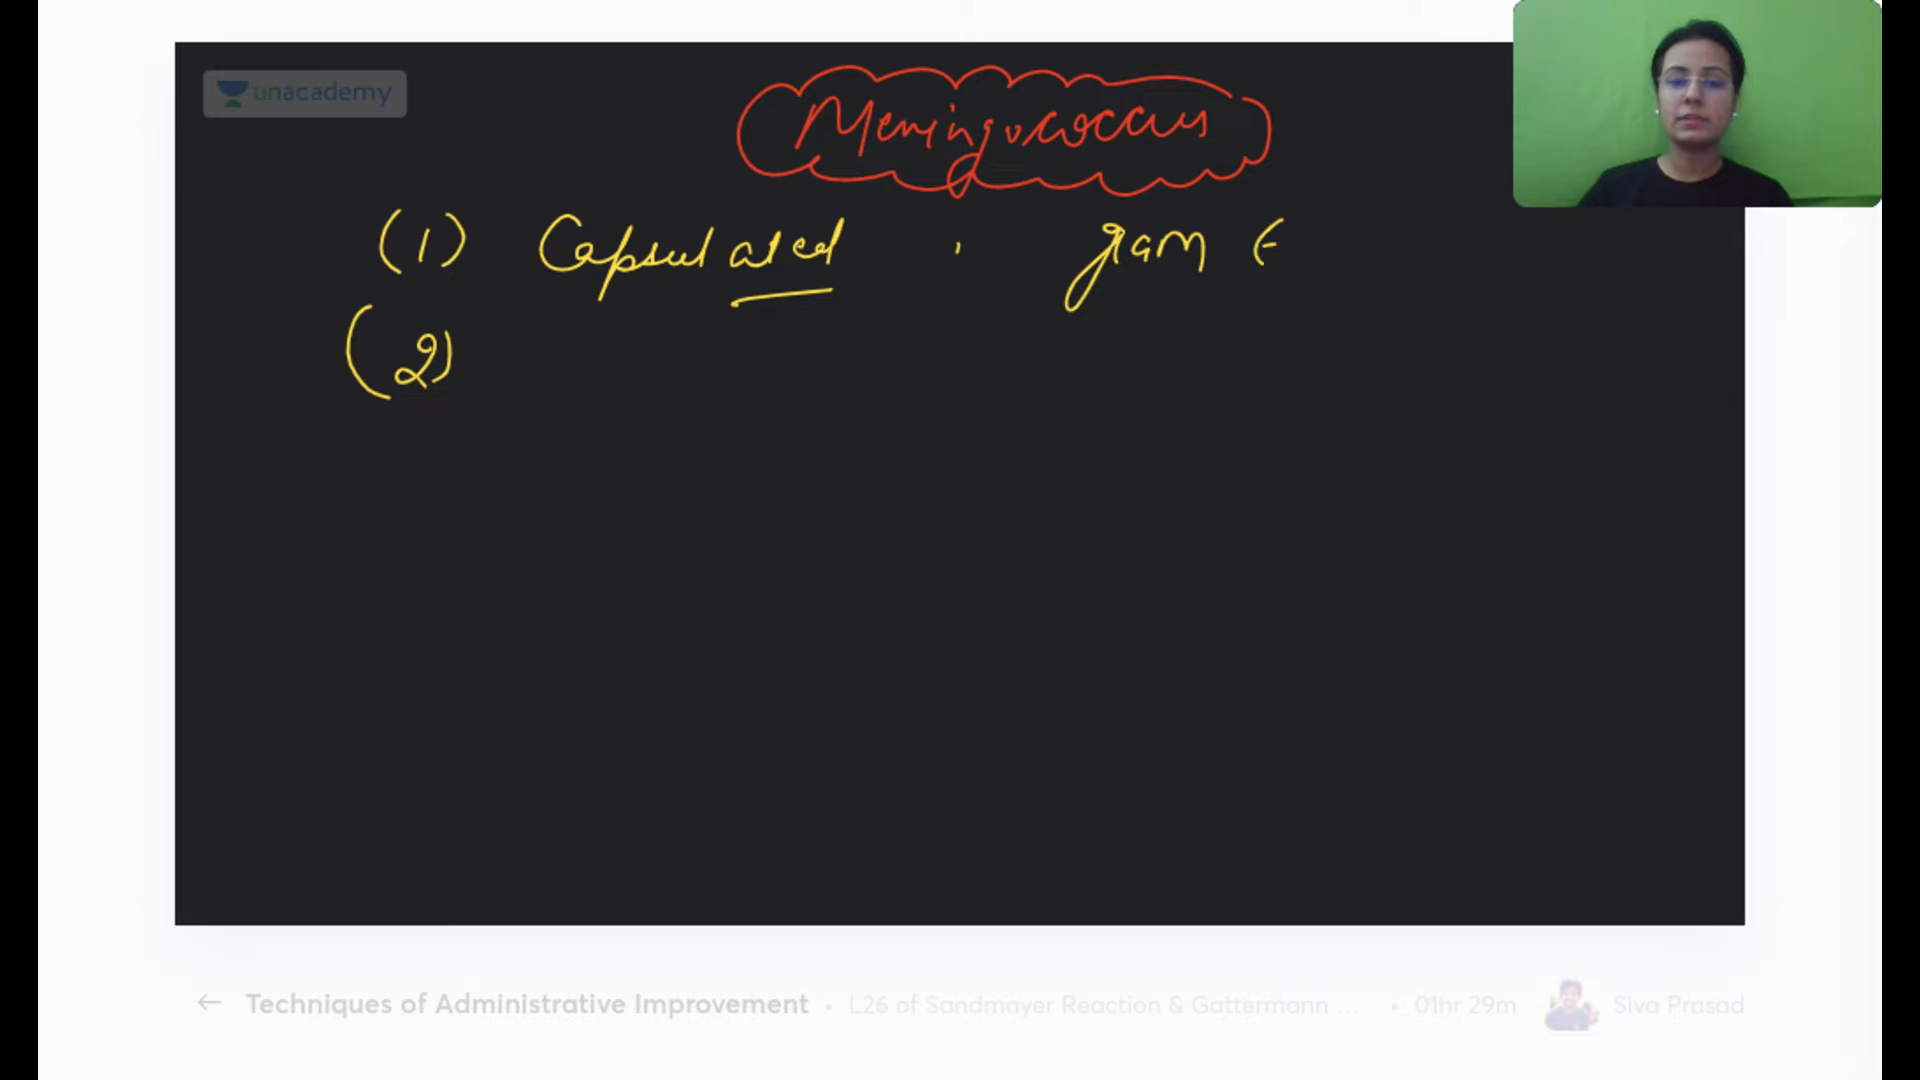 unacademy
Meningococcus
(1) Capsulated , gram (-
(2)
← Techniques of Administrative Improvement • L26 of Sandmayer Reaction & Gattermann ... • 01hr 29m Siva Prasad